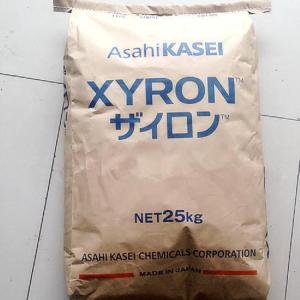 AsahiKASEI
XYRON™
ザイロン™
NET25kg
ASAHI KASEI CHEMICALS CORPORATION
MADE IN JAPAN